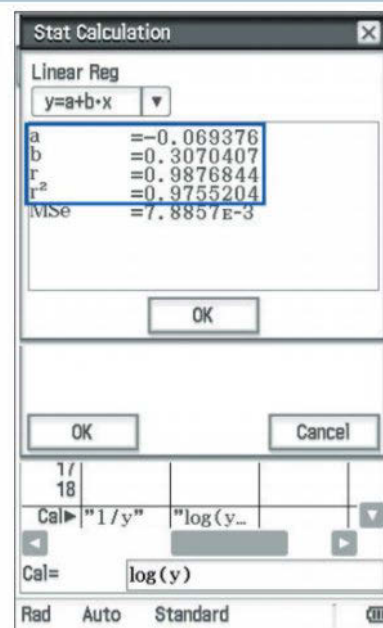 Stat Calculation
Linear Reg
y=a+b•x
a =-0.069376
b =0.3070407
r =0.9876844
r² =0.9755204
MSe =7.8857E-3
OK
OK Cancel
17
18
Cal▶ "1/y" "log(y…
Cal= log(y)
Rad Auto Standard